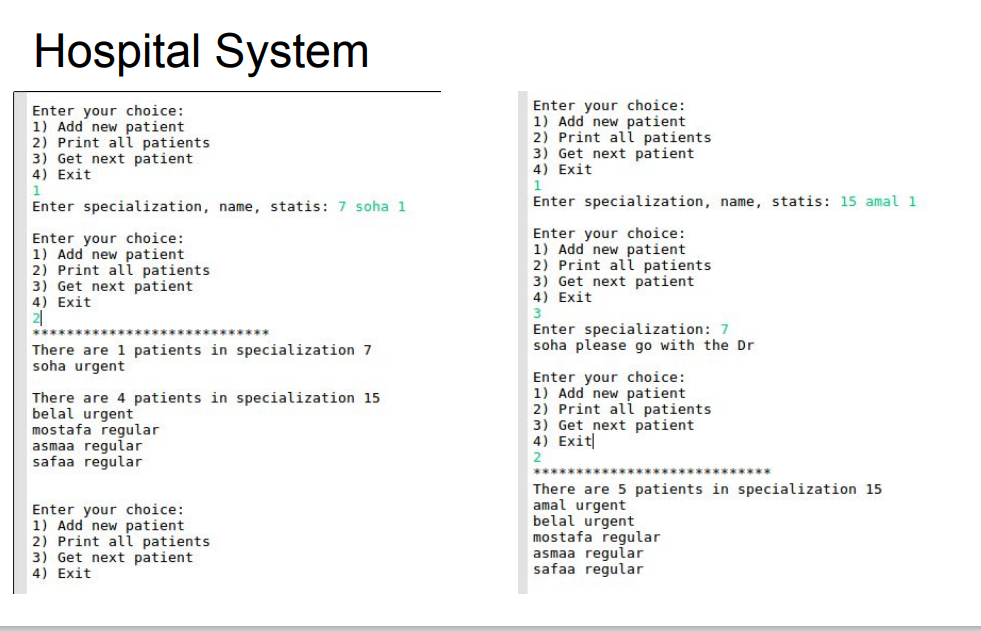 Hospital System
Enter your choice:
1) Add new patient
2) Print all patients
3) Get next patient
4) Exit
1
Enter specialization, name, statis: 7 soha 1
Enter your choice:
1) Add new patient
2) Print all patients
3) Get next patient
4) Exit
2
****************************
There are 1 patients in specialization 7
soha urgent
There are 4 patients in specialization 15
belal urgent
mostafa regular
asmaa regular
safaa regular
Enter your choice:
1) Add new patient
2) Print all patients
3) Get next patient
4) Exit
Enter your choice:
1) Add new patient
2) Print all patients
3) Get next patient
4) Exit
1
Enter specialization, name, statis: 15 amal 1
Enter your choice:
1) Add new patient
2) Print all patients
3) Get next patient
4) Exit
3
Enter specialization: 7
soha please go with the Dr
Enter your choice:
1) Add new patient
2) Print all patients
3) Get next patient
4) Exit
2
****************************
There are 5 patients in specialization 15
amal urgent
belal urgent
mostafa regular
asmaa regular
safaa regular